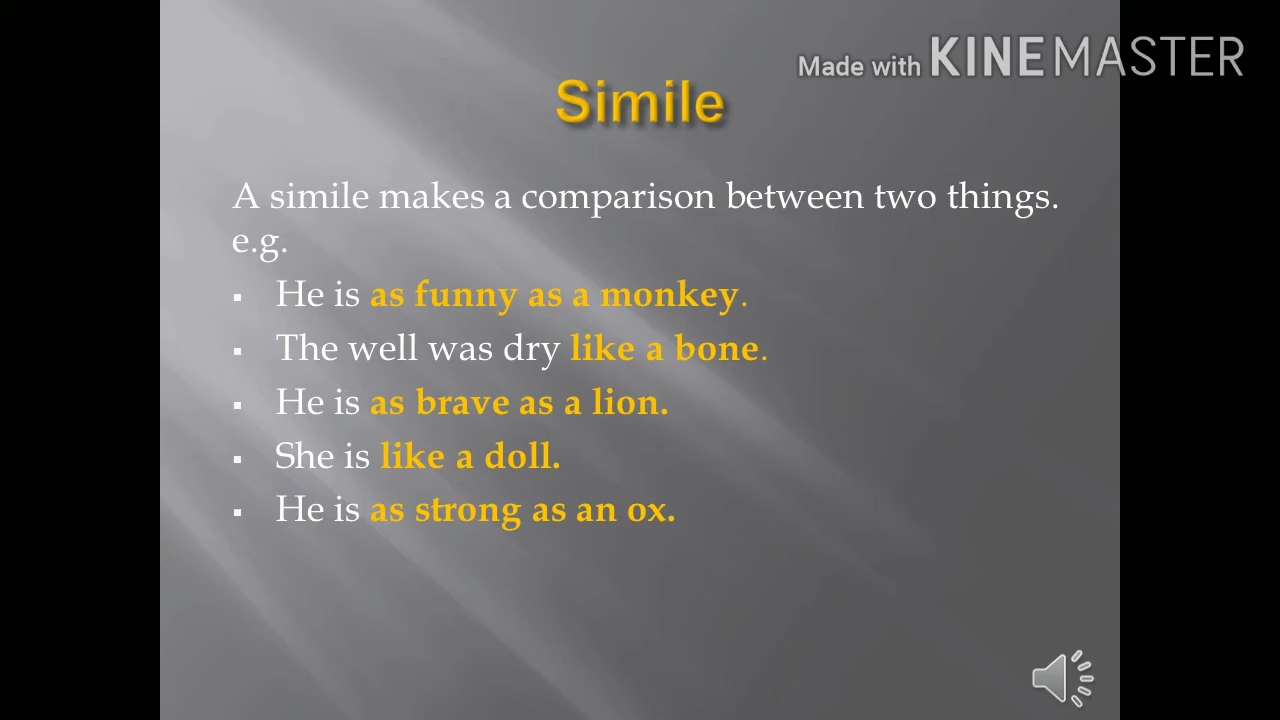 Made with KINEMASTER
Simile
A simile makes a comparison between two things.
e.g.
▪ He is as funny as a monkey.
▪ The well was dry like a bone.
▪ He is as brave as a lion.
▪ She is like a doll.
▪ He is as strong as an ox.